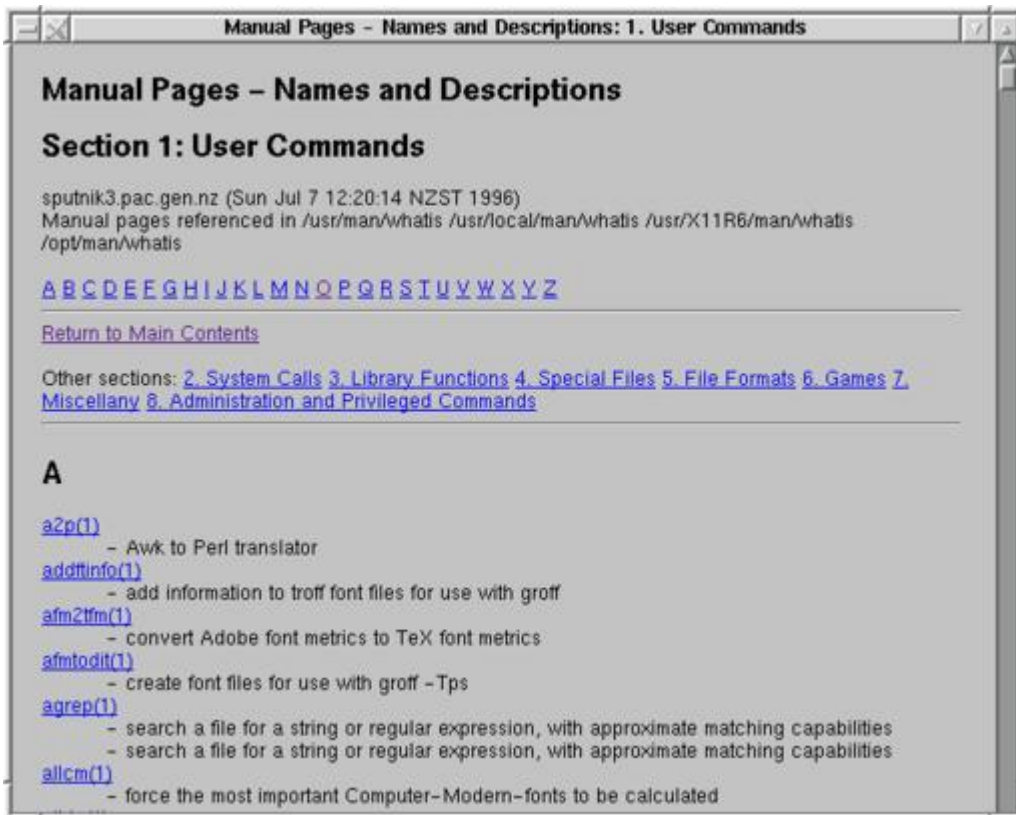 Manual Pages – Names and Descriptions: 1. User Commands
Manual Pages – Names and Descriptions
Section 1: User Commands
sputnik3.pac.gen.nz (Sun Jul 7 12:20:14 NZST 1996)
Manual pages referenced in /usr/man/whatis /usr/local/man/whatis /usr/X11R6/man/whatis
/opt/man/whatis
A B C D E F G H I J K L M N O P Q R S T U V W X Y Z
Return to Main Contents
Other sections: 2. System Calls 3. Library Functions 4. Special Files 5. File Formats 6. Games 7.
Miscellany 8. Administration and Privileged Commands
A
a2p(1)
– Awk to Perl translator
addftinfo(1)
– add information to troff font files for use with groff
afm2tfm(1)
– convert Adobe font metrics to TeX font metrics
afmtodit(1)
– create font files for use with groff –Tps
agrep(1)
– search a file for a string or regular expression, with approximate matching capabilities
– search a file for a string or regular expression, with approximate matching capabilities
allcm(1)
– force the most important Computer–Modern–fonts to be calculated